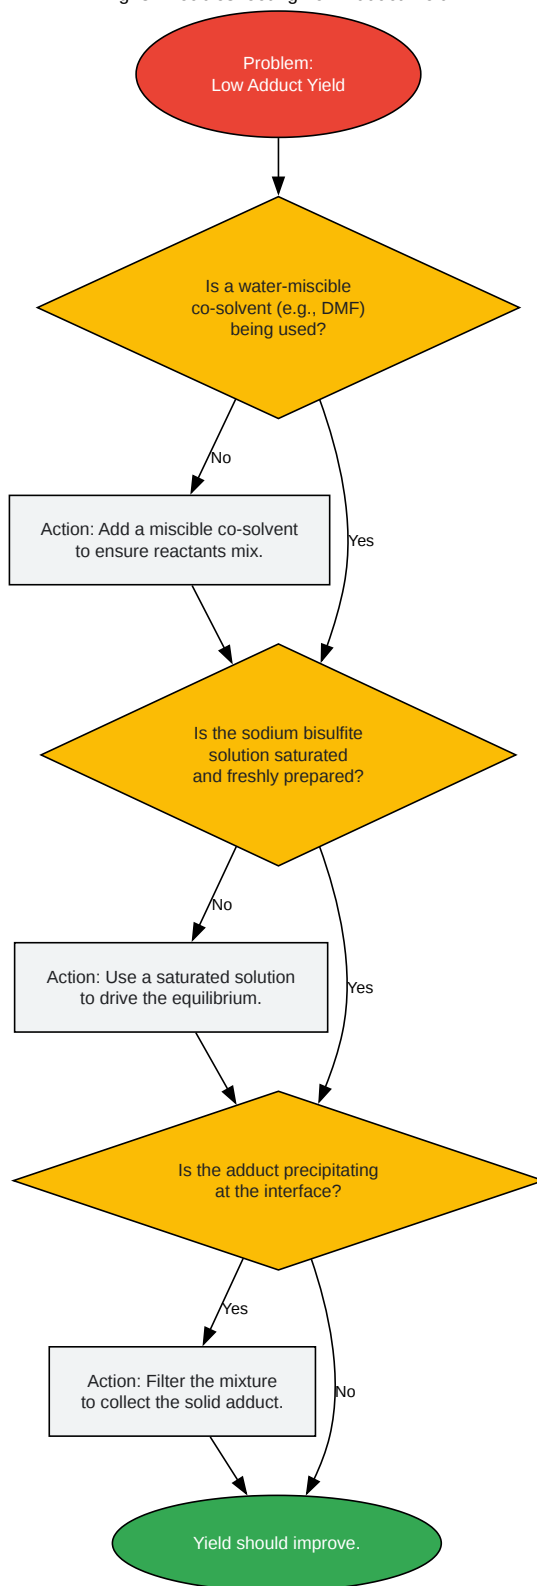 Problem:
Low Adduct Yield
Is a water-miscible
co-solvent (e.g., DMF)
being used?
No
Action: Add a miscible co-solvent
to ensure reactants mix.
Yes
Is the sodium bisulfite
solution saturated
and freshly prepared?
No
Action: Use a saturated solution
to drive the equilibrium.
Yes
Is the adduct precipitating
at the interface?
Yes
Action: Filter the mixture
to collect the solid adduct.
No
Yield should improve.